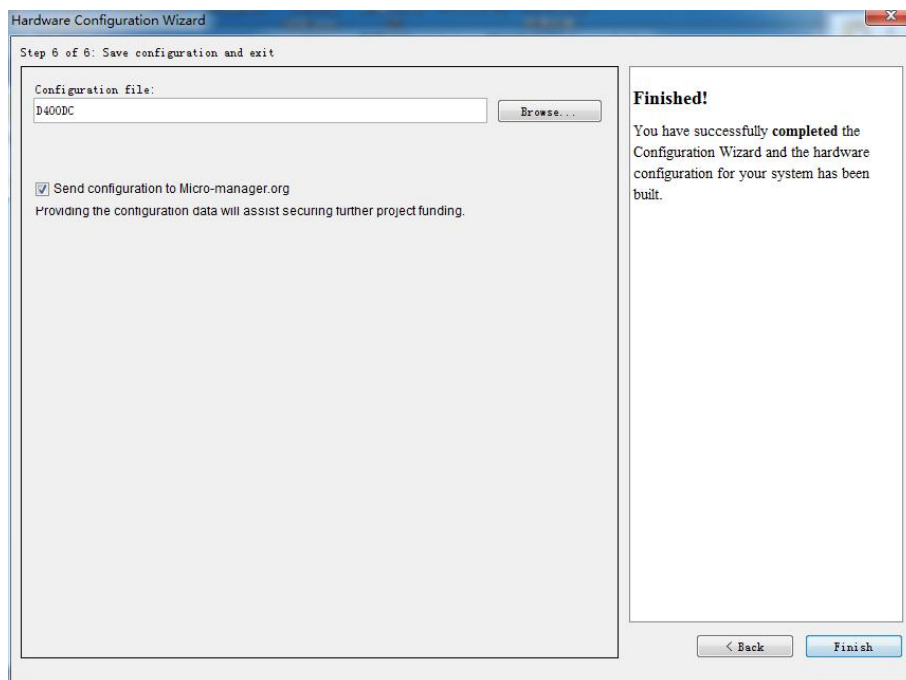 Hardware Configuration Wizard
Step 6 of 6: Save configuration and exit
Configuration file:
D400DC
Browse...
Send configuration to Micro-manager.org
Providing the configuration data will assist securing further project funding.
Finished!
You have successfully completed the
Configuration Wizard and the hardware
configuration for your system has been
built.
< Back
Finish